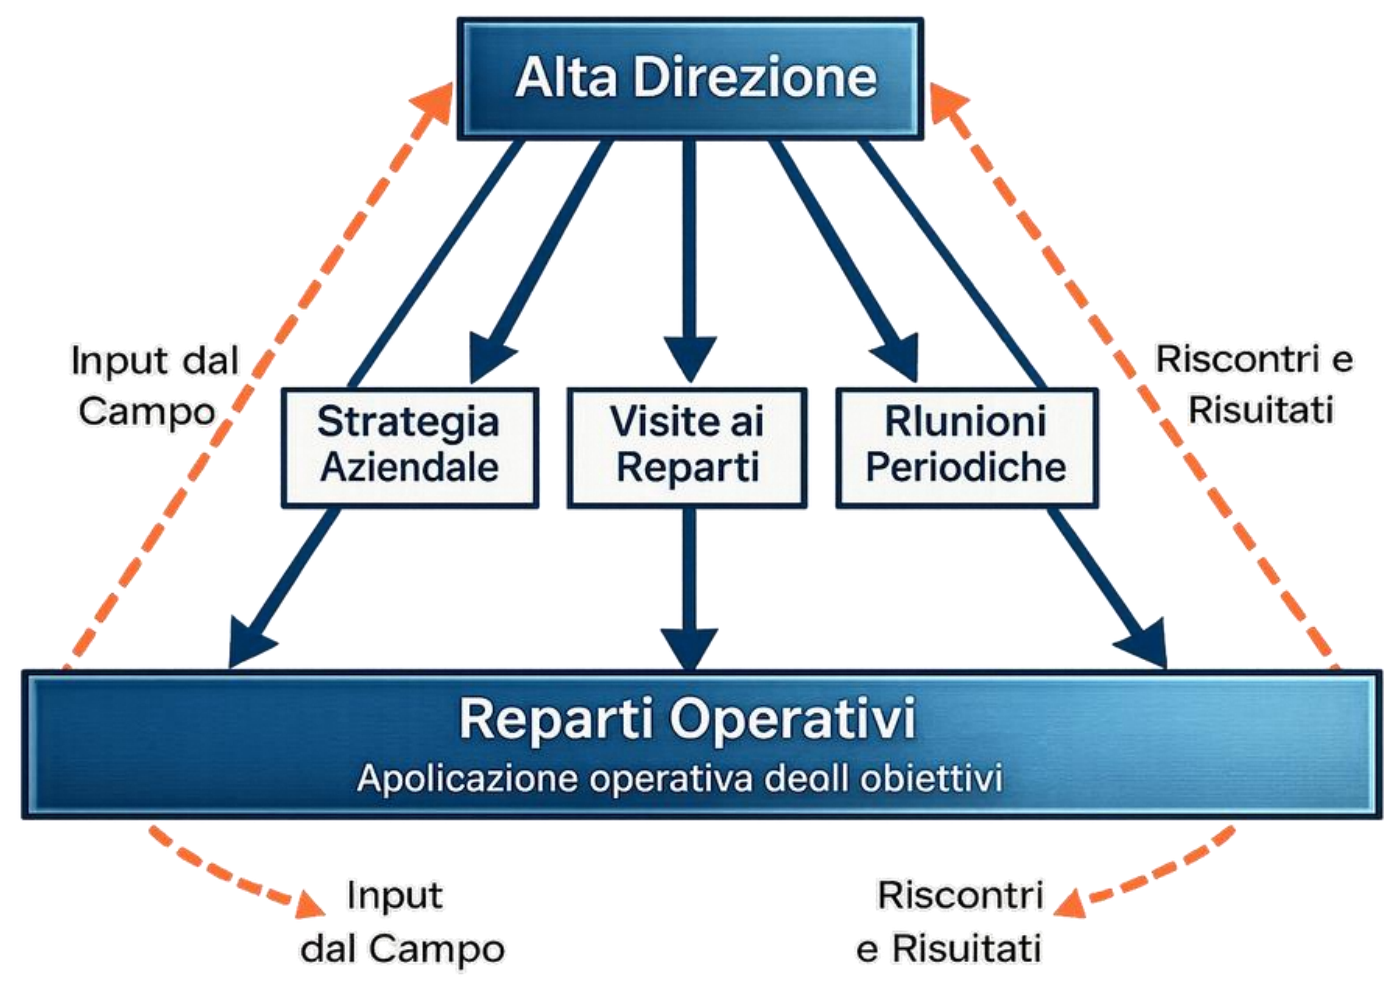 Alta Direzione
Input dal
Campo
Riscontri e
Risuitati
Strategia
Aziendale
Visite ai
Reparti
Rlunioni
Periodiche
Reparti Operativi
Apolicazione operativa deoll obiettivi
Input
dal Campo
Riscontri
e Risuitati